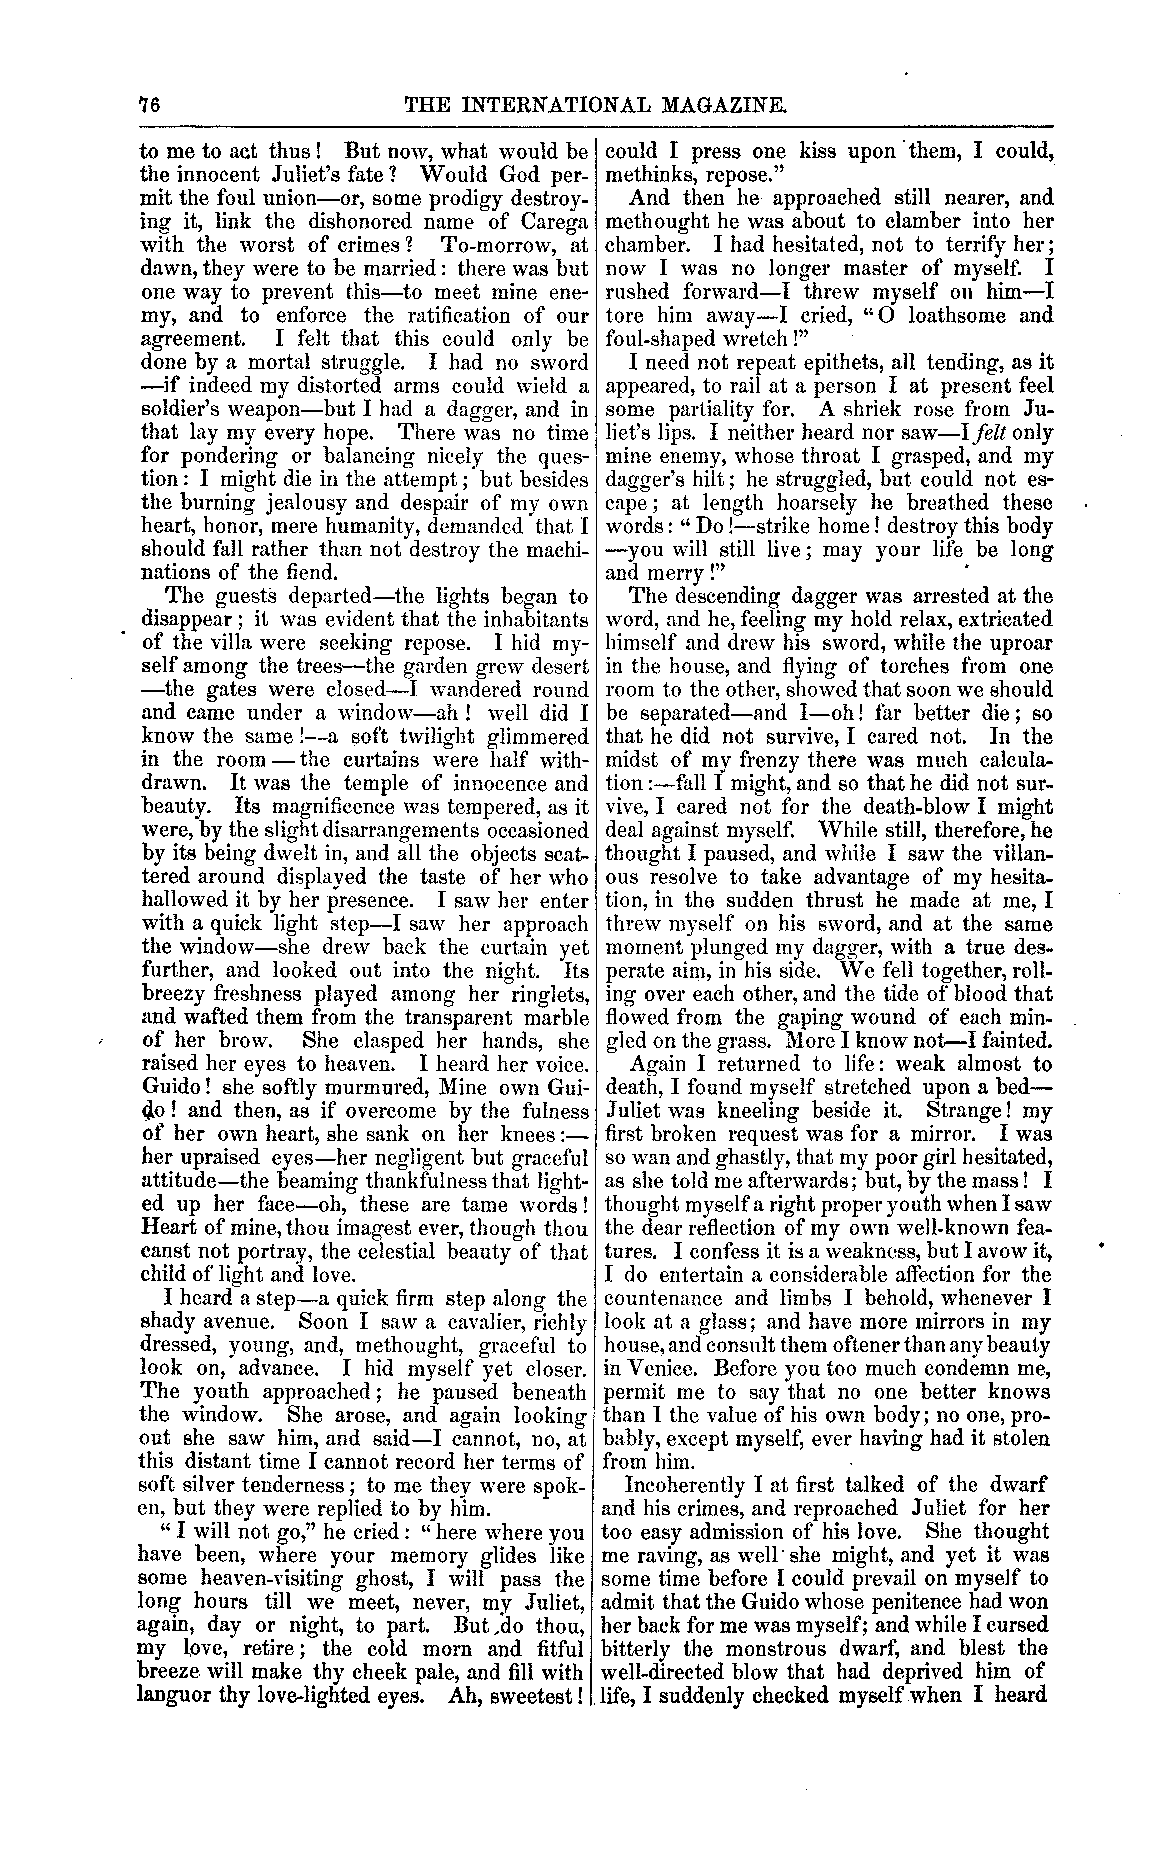 76 THE INTERNATIONAL MAGAZINE.
to me to act thus! But now, what would be
the innocent Juliet's fate? Would God per-
mit the foul union—or, some prodigy destroy-
ing it, link the dishonored name of Carega
with the worst of crimes? To-morrow, at
dawn, they were to be married: there was but
one way to prevent this—to meet mine ene-
my, and to enforce the ratification of our
agreement. I felt that this could only be
done by a mortal struggle. I had no sword
—if indeed my distorted arms could wield a
soldier's weapon—but I had a dagger, and in
that lay my every hope. There was no time
for pondering or balancing nicely the ques-
tion: I might die in the attempt; but besides
the burning jealousy and despair of my own
heart, honor, mere humanity, demanded that I
should fall rather than not destroy the machi-
nations of the fiend.
The guests departed—the lights began to
disappear; it was evident that the inhabitants
of the villa were seeking repose. I hid my-
self among the trees—the garden grew desert
—the gates were closed—I wandered round
and came under a window—ah! well did I
know the same!—a soft twilight glimmered
in the room—the curtains were half with-
drawn. It was the temple of innocence and
beauty. Its magnificence was tempered, as it
were, by the slight disarrangements occasioned
by its being dwelt in, and all the objects scat-
tered around displayed the taste of her who
hallowed it by her presence. I saw her enter
with a quick light step—I saw her approach
the window—she drew back the curtain yet
further, and looked out into the night. Its
breezy freshness played among her ringlets,
and wafted them from the transparent marble
of her brow. She clasped her hands, she
raised her eyes to heaven. I heard her voice.
Guido! she softly murmured, Mine own Gui-
do! and then, as if overcome by the fulness
of her own heart, she sank on her knees:—
her upraised eyes—her negligent but graceful
attitude—the beaming thankfulness that light-
ed up her face—oh, these are tame words!
Heart of mine, thou imagest ever, though thou
canst not portray, the celestial beauty of that
child of light and love.
I heard a step—a quick firm step along the
shady avenue. Soon I saw a cavalier, richly
dressed, young, and, methought, graceful to
look on, advance. I hid myself yet closer.
The youth approached; he paused beneath
the window. She arose, and again looking
out she saw him, and said—I cannot, no, at
this distant time I cannot record her terms of
soft silver tenderness; to me they were spok-
en, but they were replied to by him.
"I will not go," he cried: "here where you
have been, where your memory glides like
some heaven-visiting ghost, I will pass the
long hours till we meet, never, my Juliet,
again, day or night, to part. But do thou,
my love, retire; the cold morn and fitful
breeze will make thy cheek pale, and fill with
languor thy love-lighted eyes. Ah, sweetest!
could I press one kiss upon them, I could,
methinks, repose."
And then he approached still nearer, and
methought he was about to clamber into her
chamber. I had hesitated, not to terrify her;
now I was no longer master of myself. I
rushed forward—I threw myself on him—I
tore him away—I cried, "O loathsome and
foul-shaped wretch!"
I need not repeat epithets, all tending, as it
appeared, to rail at a person I at present feel
some partiality for. A shriek rose from Ju-
liet's lips. I neither heard nor saw—I felt only
mine enemy, whose throat I grasped, and my
dagger's hilt; he struggled, but could not es-
cape; at length hoarsely he breathed these
words: "Do!—strike home! destroy this body
—you will still live; may your life be long
and merry!"
The descending dagger was arrested at the
word, and he, feeling my hold relax, extricated
himself and drew his sword, while the uproar
in the house, and flying of torches from one
room to the other, showed that soon we should
be separated—and I—oh! far better die; so
that he did not survive, I cared not. In the
midst of my frenzy there was much calcula-
tion:—fall I might, and so that he did not sur-
vive, I cared not for the death-blow I might
deal against myself. While still, therefore, he
thought I paused, and while I saw the villan-
ous resolve to take advantage of my hesita-
tion, in the sudden thrust he made at me, I
threw myself on his sword, and at the same
moment plunged my dagger, with a true des-
perate aim, in his side. We fell together, roll-
ing over each other, and the tide of blood that
flowed from the gaping wound of each min-
gled on the grass. More I know not—I fainted.
Again I returned to life: weak almost to
death, I found myself stretched upon a bed—
Juliet was kneeling beside it. Strange! my
first broken request was for a mirror. I was
so wan and ghastly, that my poor girl hesitated,
as she told me afterwards; but, by the mass! I
thought myself a right proper youth when I saw
the dear reflection of my own well-known fea-
tures. I confess it is a weakness, but I avow it,
I do entertain a considerable affection for the
countenance and limbs I behold, whenever I
look at a glass; and have more mirrors in my
house, and consult them oftener than any beauty
in Venice. Before you too much condemn me,
permit me to say that no one better knows
than I the value of his own body; no one, pro-
bably, except myself, ever having had it stolen
from him.
Incoherently I at first talked of the dwarf
and his crimes, and reproached Juliet for her
too easy admission of his love. She thought
me raving, as well she might, and yet it was
some time before I could prevail on myself to
admit that the Guido whose penitence had won
her back for me was myself; and while I cursed
bitterly the monstrous dwarf, and blest the
well-directed blow that had deprived him of
life, I suddenly checked myself when I heard